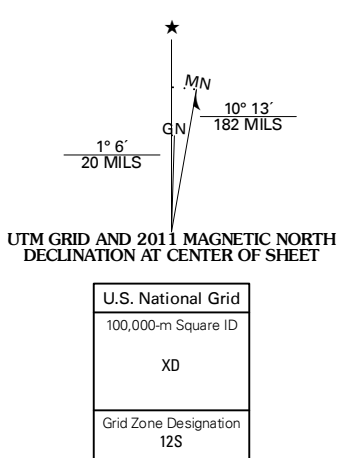 ★
MN
GN
10° 13´
182 MILS
1° 6´
20 MILS
UTM GRID AND 2011 MAGNETIC NORTH
DECLINATION AT CENTER OF SHEET
U.S. National Grid
100,000-m Square ID
XD
Grid Zone Designation
12S